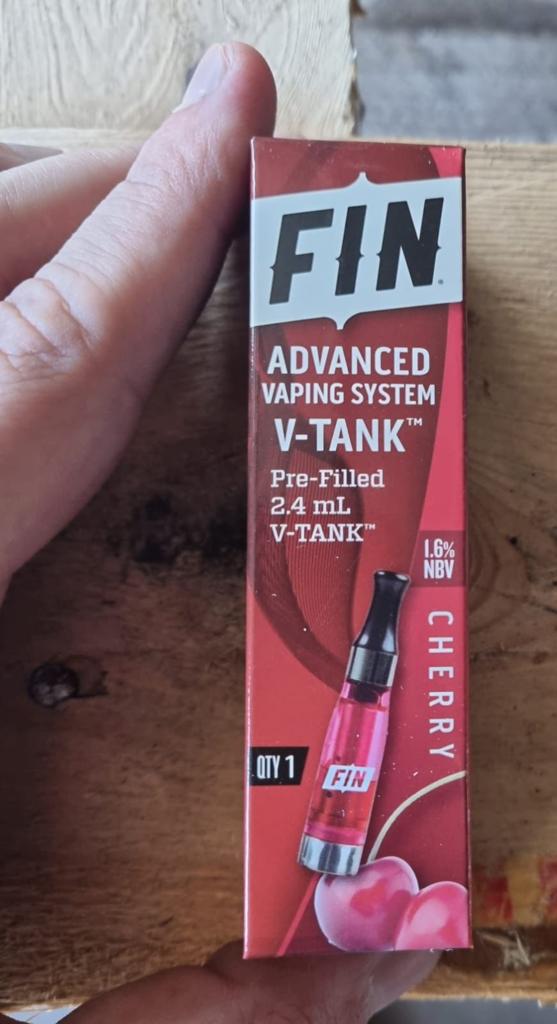 FIN
ADVANCED
VAPING SYSTEM
V-TANK™
Pre-Filled
2.4 mL
V-TANK™
1.6%
NBV
CHERRY
QTY 1
FIN